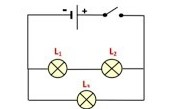 - +
L₁ L₂